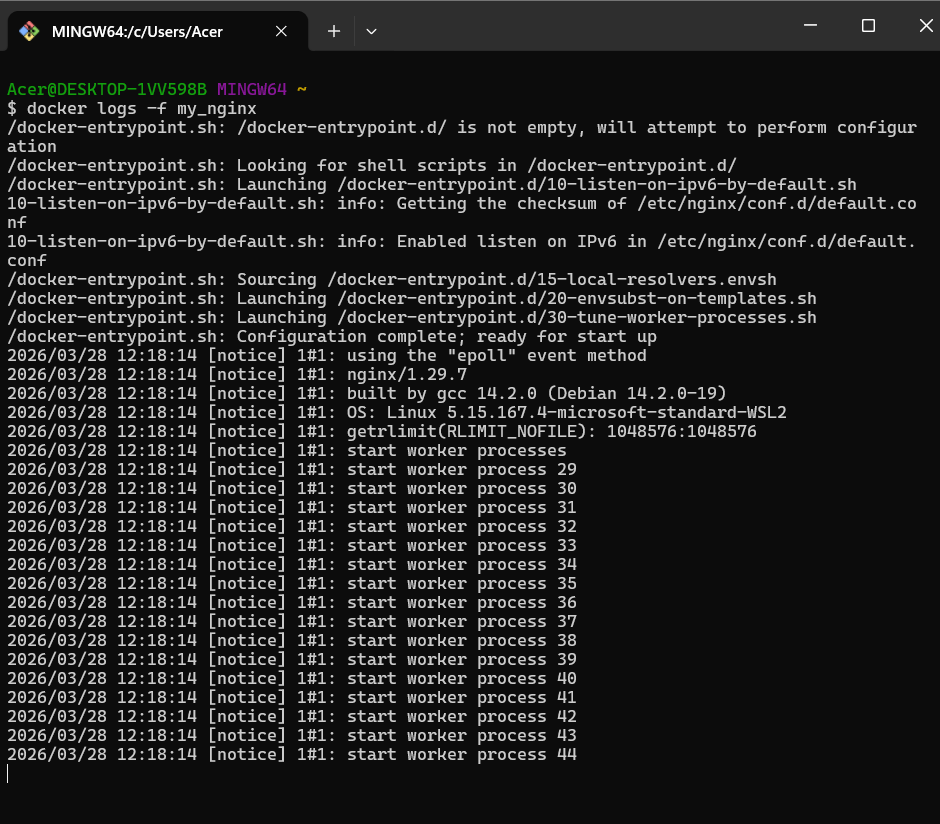 MINGW64:/c/Users/Acer
Acer@DESKTOP-1VV598B MINGW64 ~
$ docker logs -f my_nginx
/docker-entrypoint.sh: /docker-entrypoint.d/ is not empty, will attempt to perform configur
ation
/docker-entrypoint.sh: Looking for shell scripts in /docker-entrypoint.d/
/docker-entrypoint.sh: Launching /docker-entrypoint.d/10-listen-on-ipv6-by-default.sh
10-listen-on-ipv6-by-default.sh: info: Getting the checksum of /etc/nginx/conf.d/default.co
nf
10-listen-on-ipv6-by-default.sh: info: Enabled listen on IPv6 in /etc/nginx/conf.d/default.
conf
/docker-entrypoint.sh: Sourcing /docker-entrypoint.d/15-local-resolvers.envsh
/docker-entrypoint.sh: Launching /docker-entrypoint.d/20-envsubst-on-templates.sh
/docker-entrypoint.sh: Launching /docker-entrypoint.d/30-tune-worker-processes.sh
/docker-entrypoint.sh: Configuration complete; ready for start up
2026/03/28 12:18:14 [notice] 1#1: using the "epoll" event method
2026/03/28 12:18:14 [notice] 1#1: nginx/1.29.7
2026/03/28 12:18:14 [notice] 1#1: built by gcc 14.2.0 (Debian 14.2.0-19)
2026/03/28 12:18:14 [notice] 1#1: OS: Linux 5.15.167.4-microsoft-standard-WSL2
2026/03/28 12:18:14 [notice] 1#1: getrlimit(RLIMIT_NOFILE): 1048576:1048576
2026/03/28 12:18:14 [notice] 1#1: start worker processes
2026/03/28 12:18:14 [notice] 1#1: start worker process 29
2026/03/28 12:18:14 [notice] 1#1: start worker process 30
2026/03/28 12:18:14 [notice] 1#1: start worker process 31
2026/03/28 12:18:14 [notice] 1#1: start worker process 32
2026/03/28 12:18:14 [notice] 1#1: start worker process 33
2026/03/28 12:18:14 [notice] 1#1: start worker process 34
2026/03/28 12:18:14 [notice] 1#1: start worker process 35
2026/03/28 12:18:14 [notice] 1#1: start worker process 36
2026/03/28 12:18:14 [notice] 1#1: start worker process 37
2026/03/28 12:18:14 [notice] 1#1: start worker process 38
2026/03/28 12:18:14 [notice] 1#1: start worker process 39
2026/03/28 12:18:14 [notice] 1#1: start worker process 40
2026/03/28 12:18:14 [notice] 1#1: start worker process 41
2026/03/28 12:18:14 [notice] 1#1: start worker process 42
2026/03/28 12:18:14 [notice] 1#1: start worker process 43
2026/03/28 12:18:14 [notice] 1#1: start worker process 44